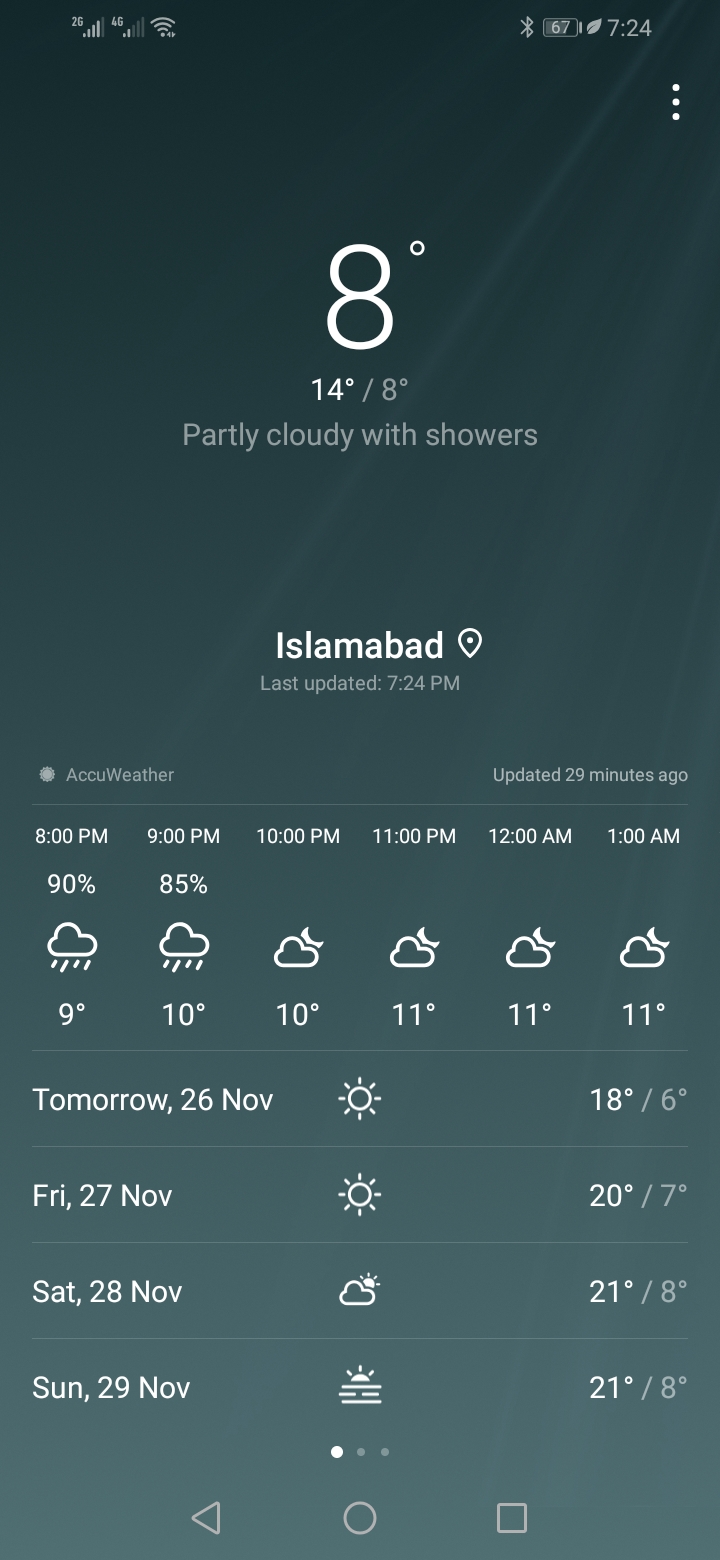 2G 4G 67 7:24
8°
14° / 8°
Partly cloudy with showers
Islamabad
Last updated: 7:24 PM
AccuWeather Updated 29 minutes ago
8:00 PM 9:00 PM 10:00 PM 11:00 PM 12:00 AM 1:00 AM
90% 85%
9° 10° 10° 11° 11° 11°
Tomorrow, 26 Nov 18° / 6°
Fri, 27 Nov 20° / 7°
Sat, 28 Nov 21° / 8°
Sun, 29 Nov 21° / 8°